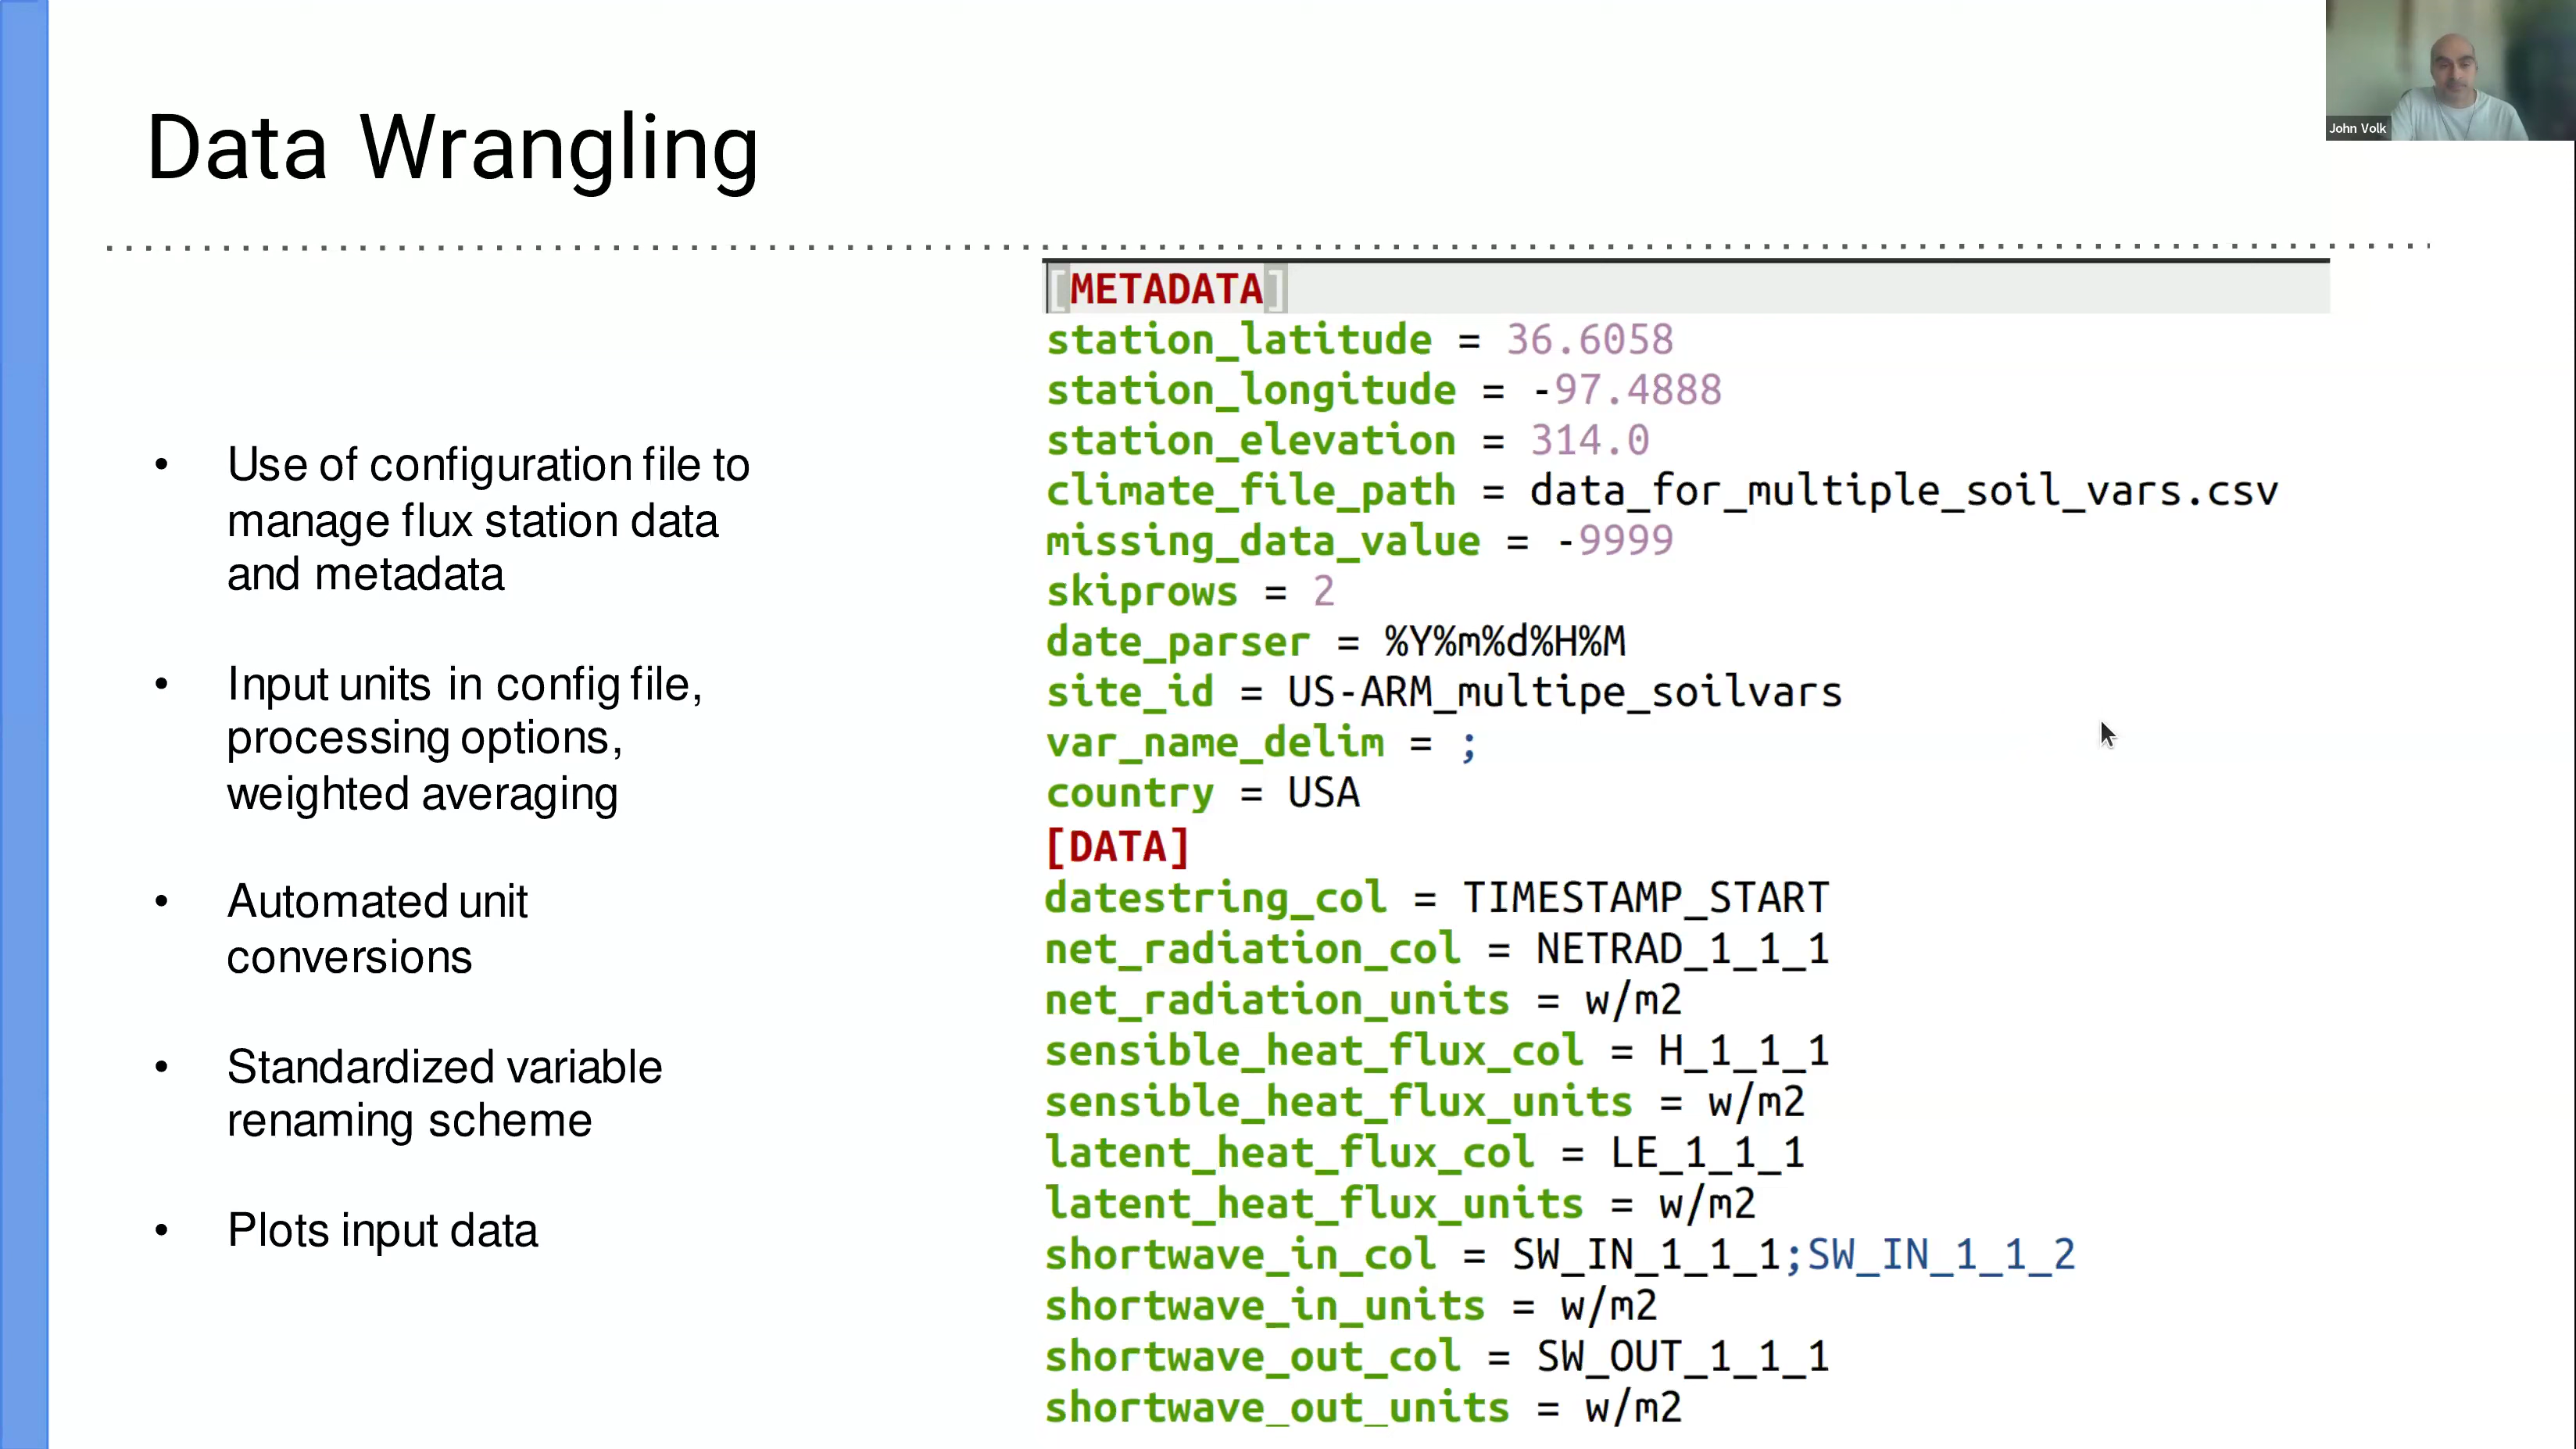 Data Wrangling
John Volk
• Use of configuration file to
manage flux station data
and metadata
• Input units in config file,
processing options,
weighted averaging
• Automated unit
conversions
• Standardized variable
renaming scheme
• Plots input data
[METADATA]
station_latitude = 36.6058
station_longitude = -97.4888
station_elevation = 314.0
climate_file_path = data_for_multiple_soil_vars.csv
missing_data_value = -9999
skiprows = 2
date_parser = %Y%m%d%H%M
site_id = US-ARM_multipe_soilvars
var_name_delim = ;
country = USA
[DATA]
datestring_col = TIMESTAMP_START
net_radiation_col = NETRAD_1_1_1
net_radiation_units = w/m2
sensible_heat_flux_col = H_1_1_1
sensible_heat_flux_units = w/m2
latent_heat_flux_col = LE_1_1_1
latent_heat_flux_units = w/m2
shortwave_in_col = SW_IN_1_1_1;SW_IN_1_1_2
shortwave_in_units = w/m2
shortwave_out_col = SW_OUT_1_1_1
shortwave_out_units = w/m2